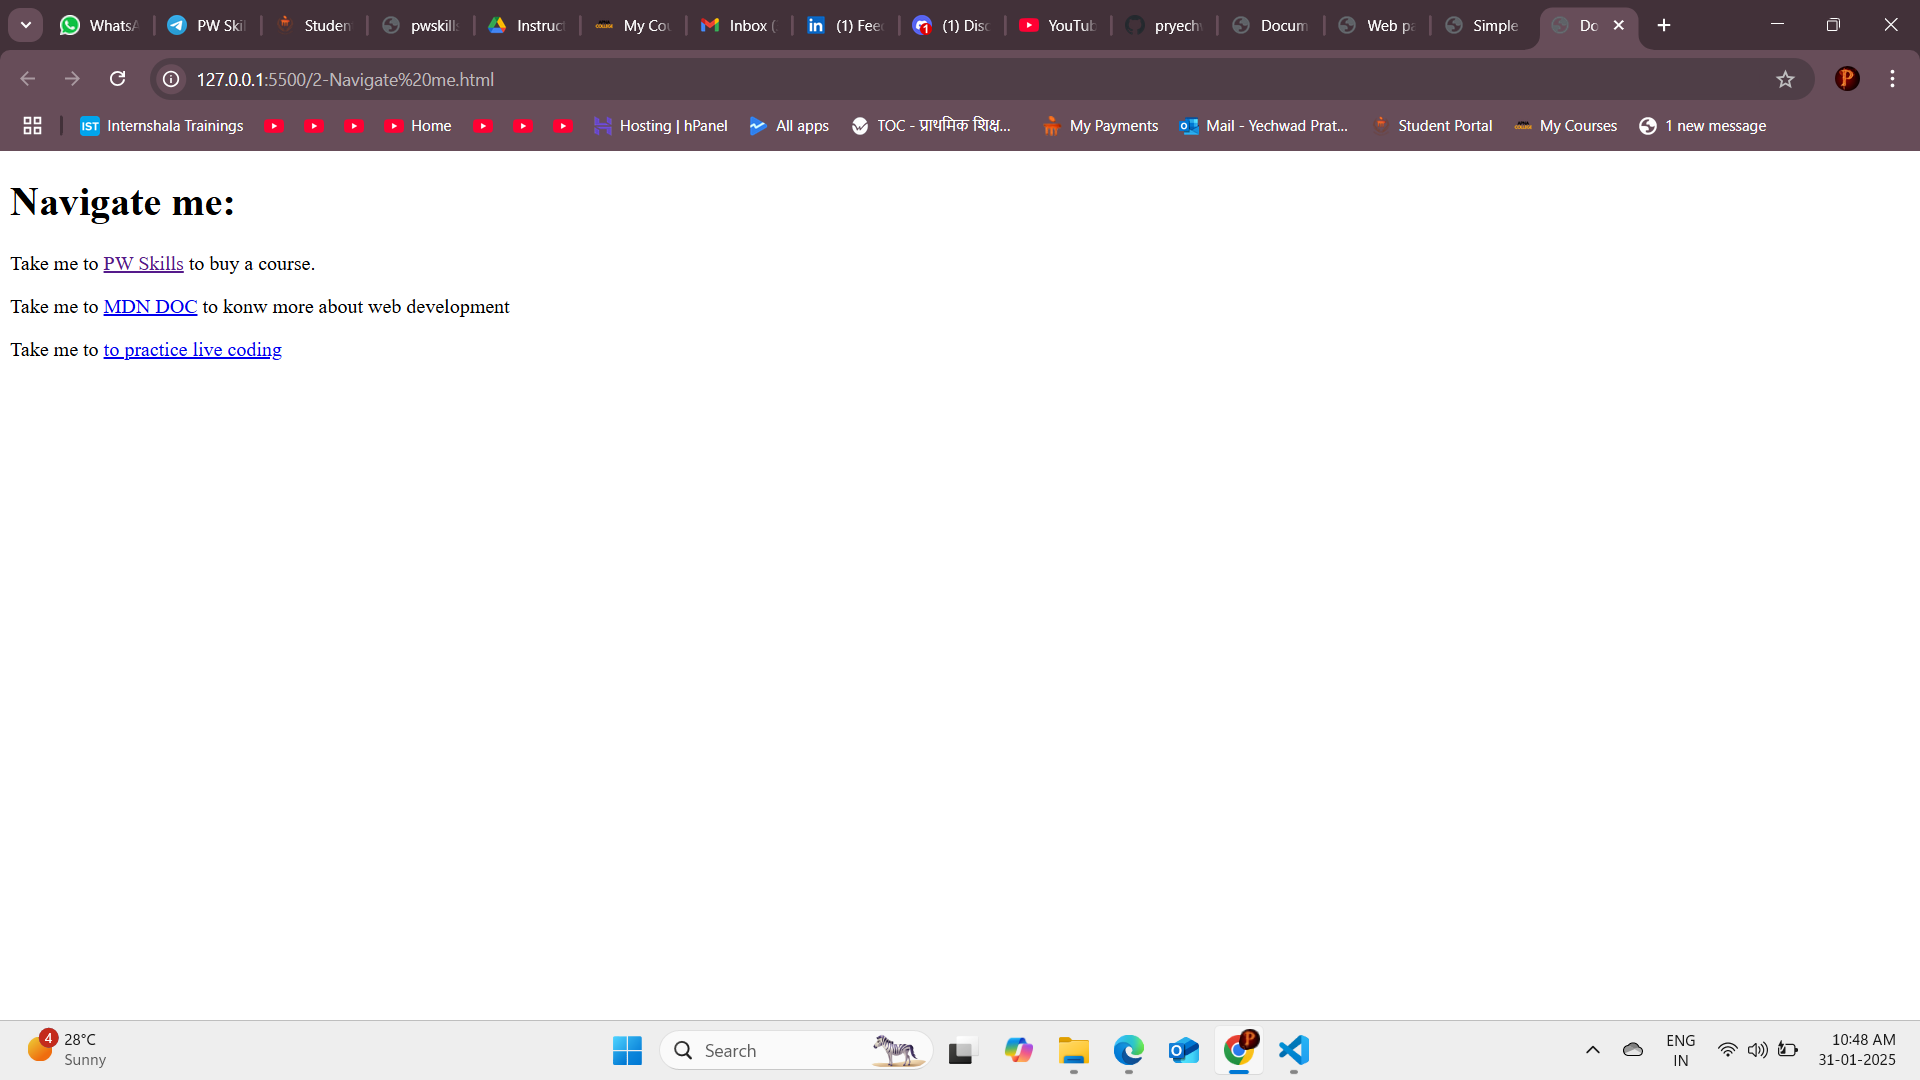 WhatsA
PW Skil
Studen
pwskill
Instruct
My Cou
Inbox (
(1) Feed
1
(1) Disc
YouTub
pryech
Docum
Web pa
Simple
Do
127.0.0.1:5500/2-Navigate%20me.html
P
IST Internshala Trainings
Home
Hosting | hPanel
All apps
TOC - प्राथमिक शिक्ष...
My Payments
Mail - Yechwad Prat...
Student Portal
My Courses
1 new message
Navigate me:
Take me to PW Skills to buy a course.
Take me to MDN DOC to konw more about web development
Take me to to practice live coding
4
28°C
Sunny
Search
P
ENG
IN
10:48 AM
31-01-2025